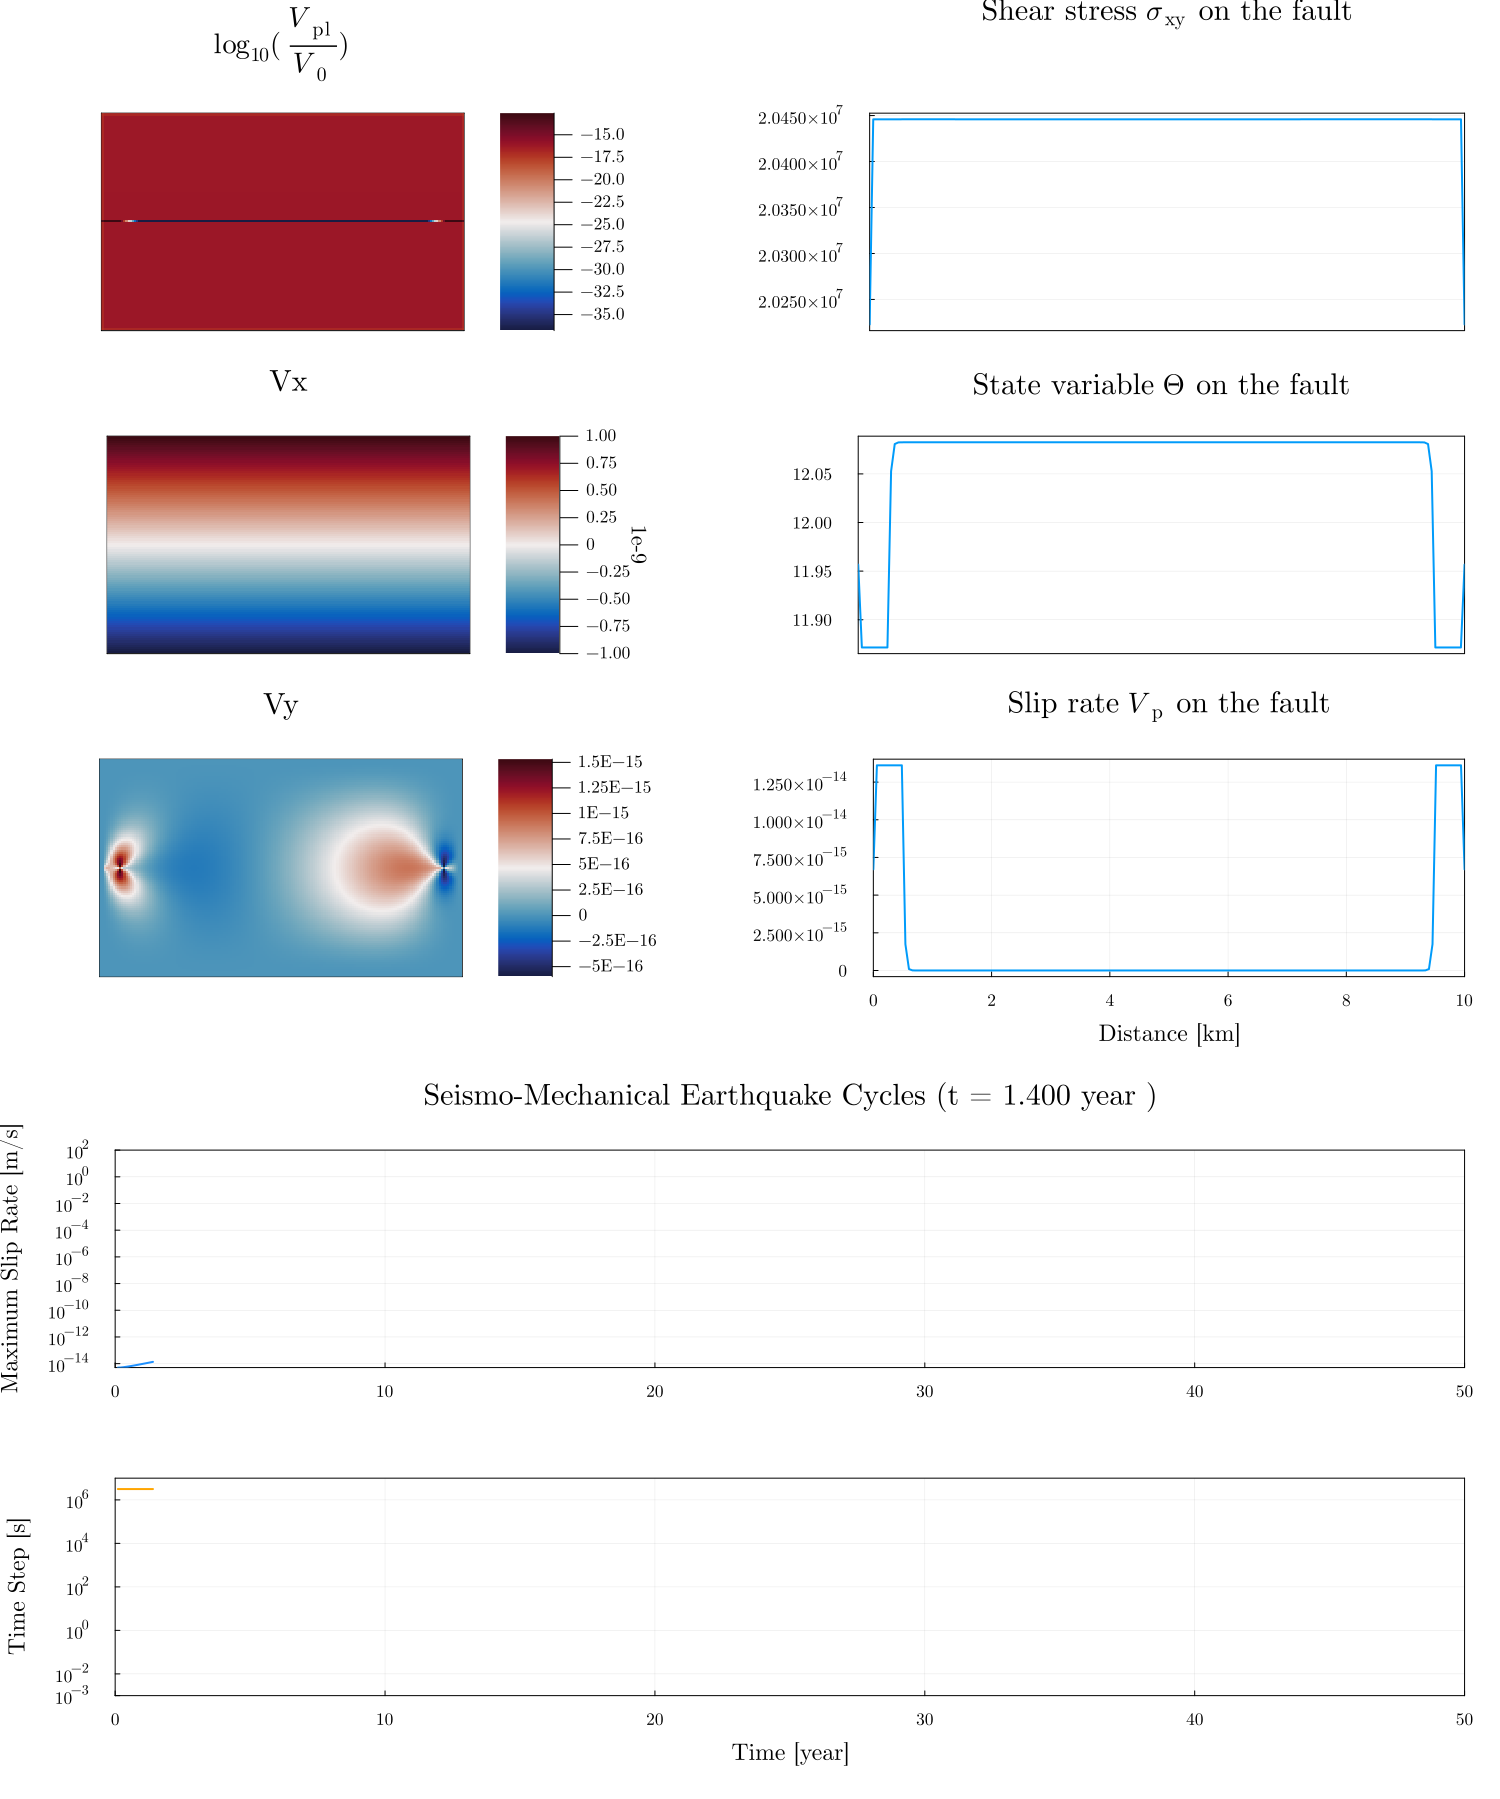 log₁₀( V pl / V 0 )
−15.0
−17.5
−20.0
−22.5
−25.0
−27.5
−30.0
−32.5
−35.0
Shear stress σ xy on the fault
2.0450×10⁷
2.0400×10⁷
2.0350×10⁷
2.0300×10⁷
2.0250×10⁷
Vx
1.00
0.75
0.50
0.25
0
−0.25
−0.50
−0.75
−1.00
1e-9
State variable Θ on the fault
12.05
12.00
11.95
11.90
Vy
1.5E−15
1.25E−15
1E−15
7.5E−16
5E−16
2.5E−16
0
−2.5E−16
−5E−16
Slip rate V p on the fault
1.250×10⁻¹⁴
1.000×10⁻¹⁴
7.500×10⁻¹⁵
5.000×10⁻¹⁵
2.500×10⁻¹⁵
0
0 2 4 6 8 10
Distance [km]
Seismo-Mechanical Earthquake Cycles (t = 1.400 year )
Maximum Slip Rate [m/s]
10²
10⁰
10⁻²
10⁻⁴
10⁻⁶
10⁻⁸
10⁻¹⁰
10⁻¹²
10⁻¹⁴
0 10 20 30 40 50
Time Step [s]
10⁶
10⁴
10²
10⁰
10⁻²
10⁻³
0 10 20 30 40 50
Time [year]